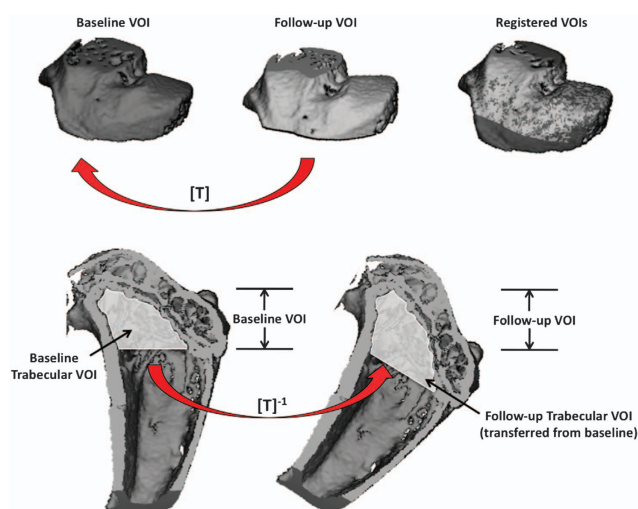 Baseline VOI
Follow-up VOI
Registered VOIs
[T]
Baseline VOI
Follow-up VOI
Baseline
Trabecular VOI
[T]-1
Follow-up Trabecular VOI
(transferred from baseline)